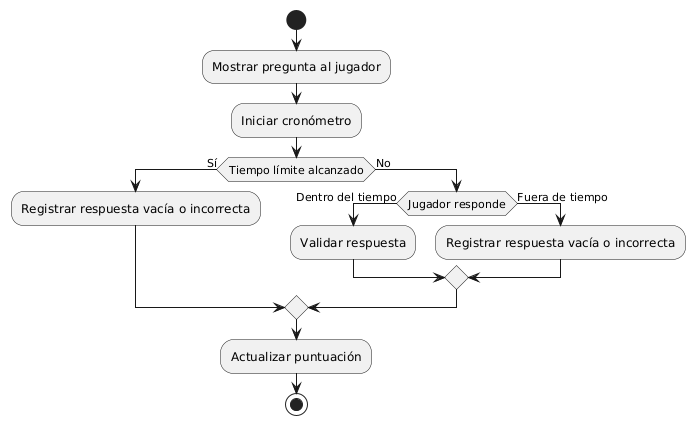 Mostrar pregunta al jugador
Iniciar cronómetro
Sí
Tiempo límite alcanzado
No
Registrar respuesta vacía o incorrecta
Dentro del tiempo
Jugador responde
Fuera de tiempo
Validar respuesta
Registrar respuesta vacía o incorrecta
Actualizar puntuación